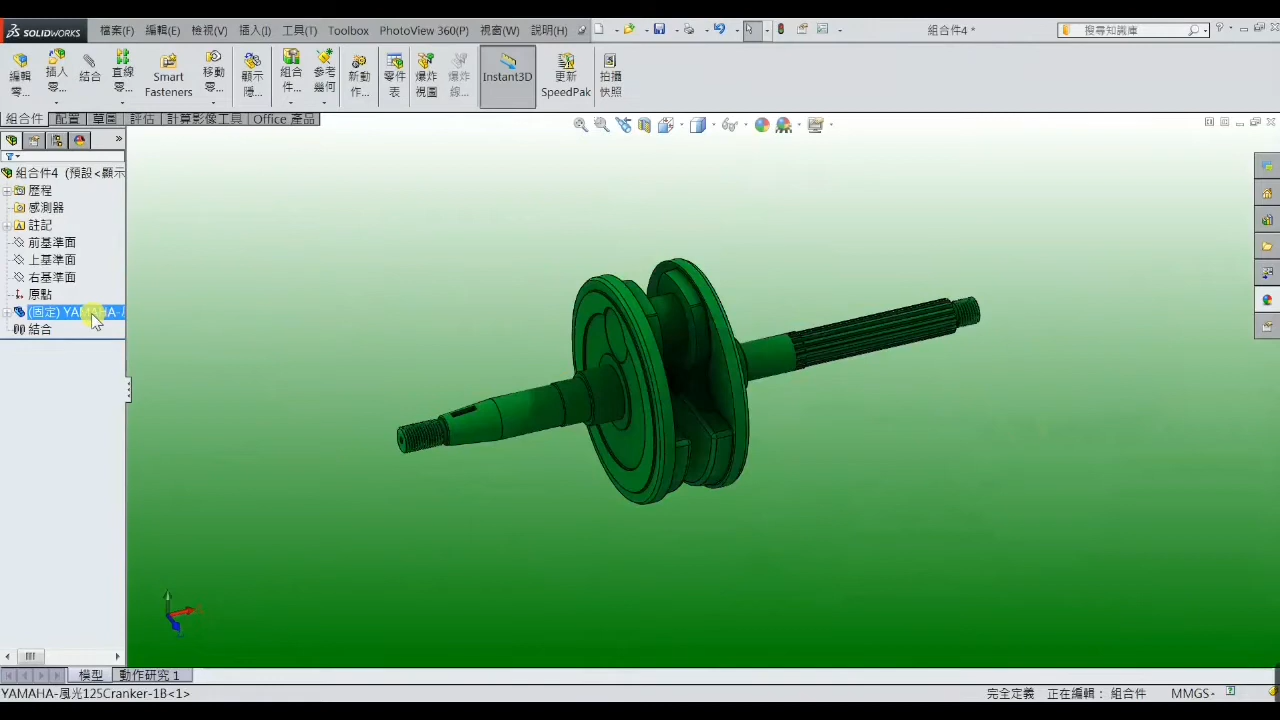 SOLIDWORKS 檔案(F) 編輯(E) 檢視(V) 插入(I) 工具(T) Toolbox PhotoView 360(P) 視窗(W) 說明(H) 組合件4 * 搜尋知識庫
編輯零... 插入零... 結合 直線零... Smart Fasteners 移動零... 顯示隱... 組合件... 參考幾何 新動作... 零件表 爆炸視圖 爆炸線... Instant3D 更新 SpeedPak 拍攝快照
組合件 配置 草圖 評估 計算影像工具 Office 產品
組合件4 (預設<顯示
歷程
感測器
註記
前基準面
上基準面
右基準面
原點
(固定) YAMAHA-
結合
模型 動作研究 1
YAMAHA-風光125Cranker-1B<1> 完全定義 正在編輯： 組合件 MMGS